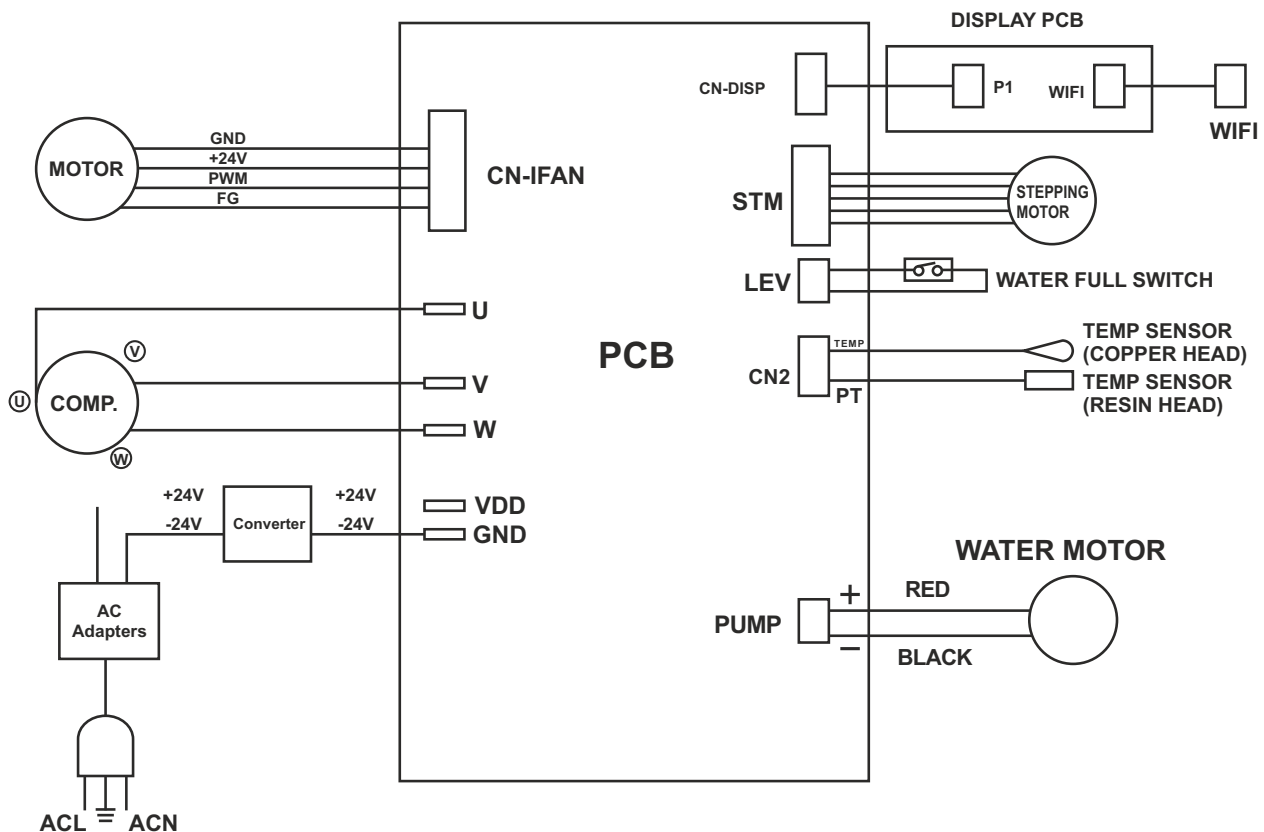 DISPLAY PCB
CN-DISP
P1
WIFI
WIFI
GND
+24V
PWM
FG
MOTOR
CN-IFAN
STM
STEPPING
MOTOR
LEV
WATER FULL SWITCH
U
V
W
COMP.
U
V
W
PCB
CN2
TEMP
PT
TEMP SENSOR
(COPPER HEAD)
TEMP SENSOR
(RESIN HEAD)
+24V
-24V
Converter
+24V
-24V
VDD
GND
AC
Adapters
WATER MOTOR
PUMP
+
−
RED
BLACK
ACL
ACN